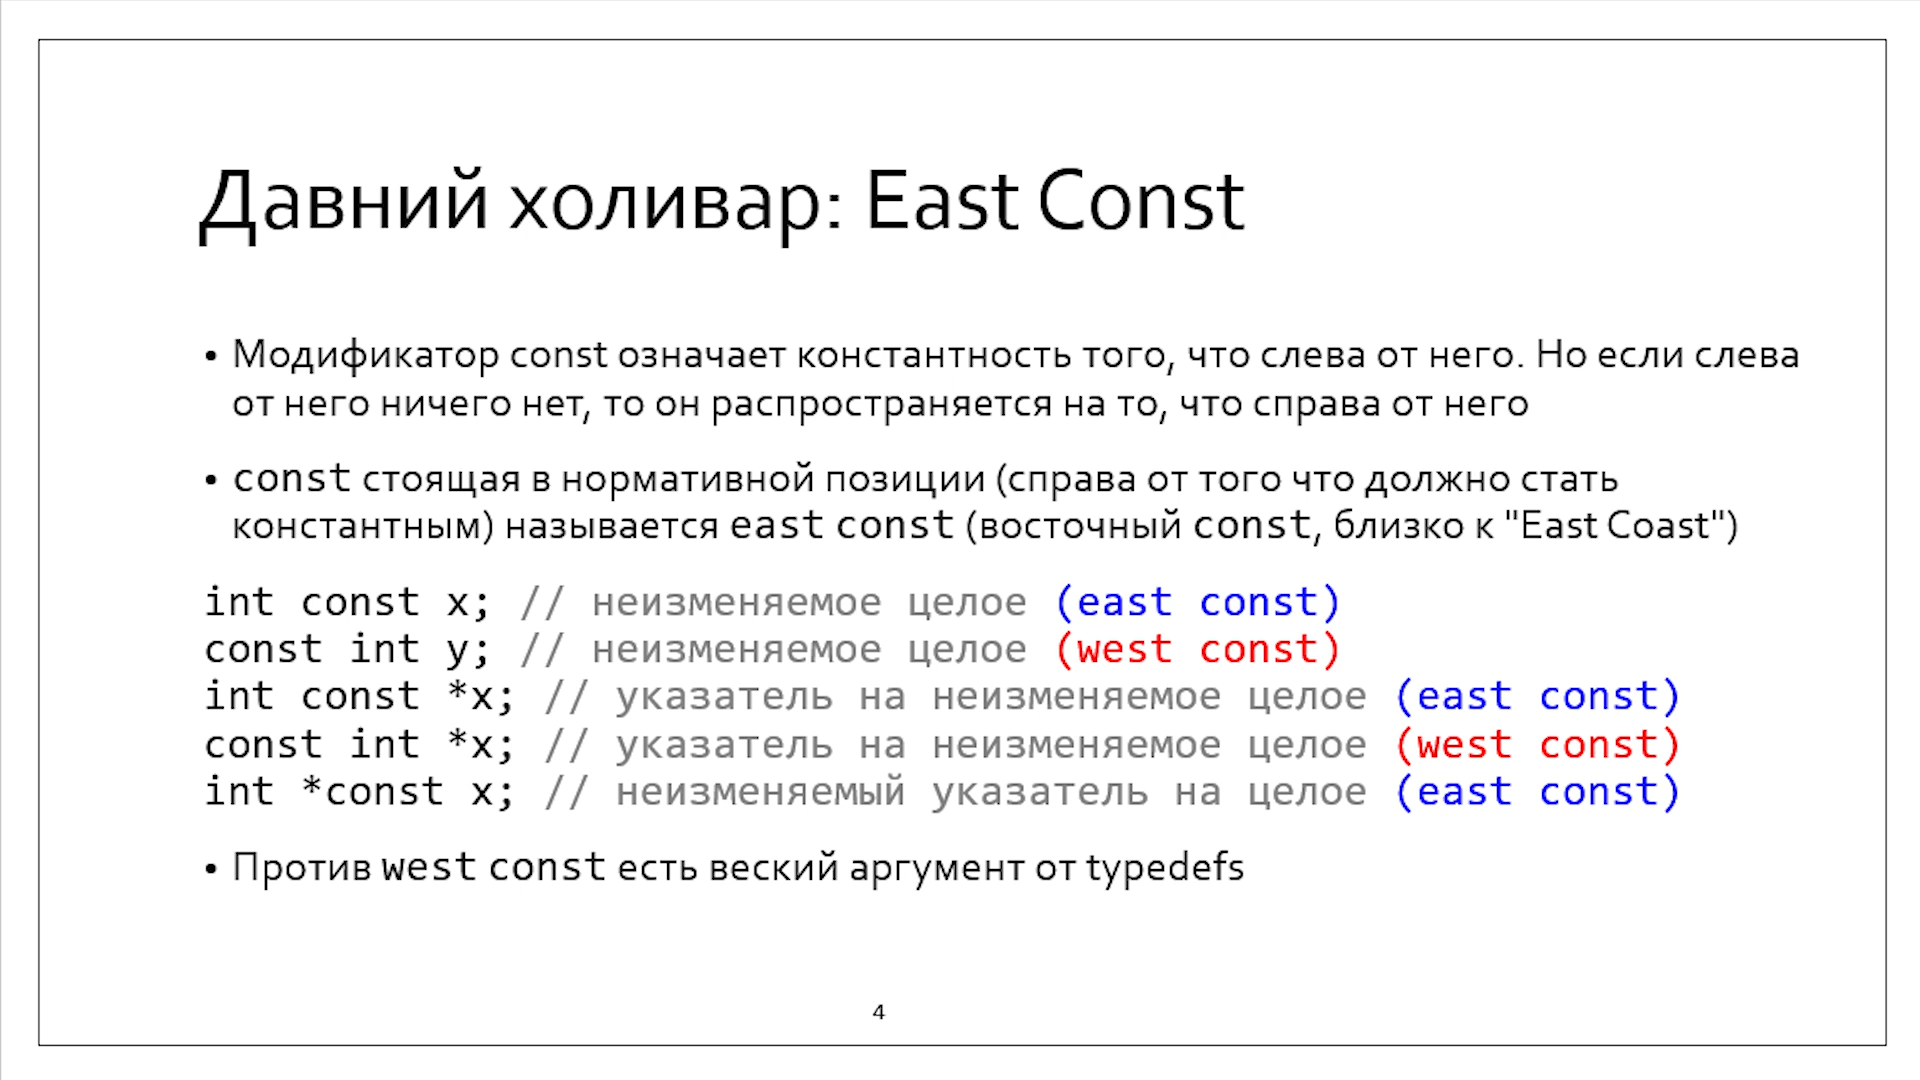 Давний холивар: East Const
• Модификатор const означает константность того, что слева от него. Но если слева
от него ничего нет, то он распространяется на то, что справа от него
• const стоящая в нормативной позиции (справа от того что должно стать
константным) называется east const (восточный const, близко к "East Coast")
int const x; // неизменяемое целое (east const)
const int y; // неизменяемое целое (west const)
int const *x; // указатель на неизменяемое целое (east const)
const int *x; // указатель на неизменяемое целое (west const)
int *const x; // неизменяемый указатель на целое (east const)
• Против west const есть веский аргумент от typedefs
4